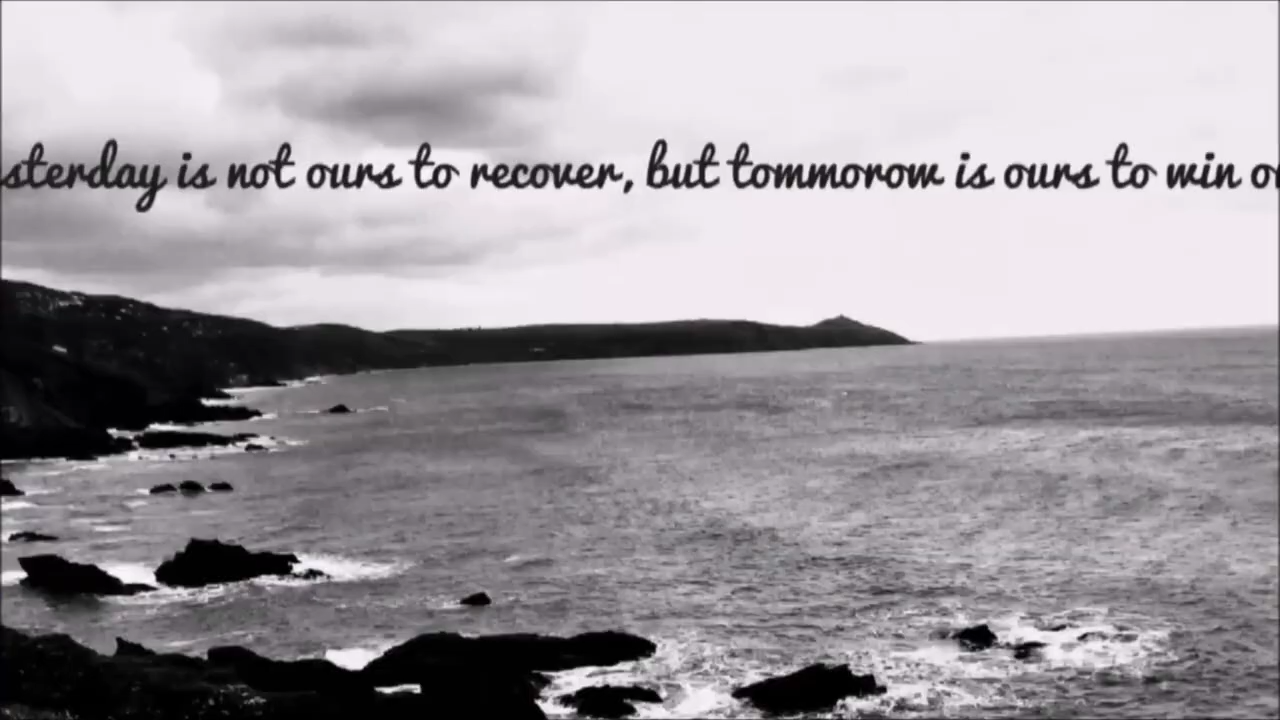 sterday is not ours to recover, but tommorow is ours to win o